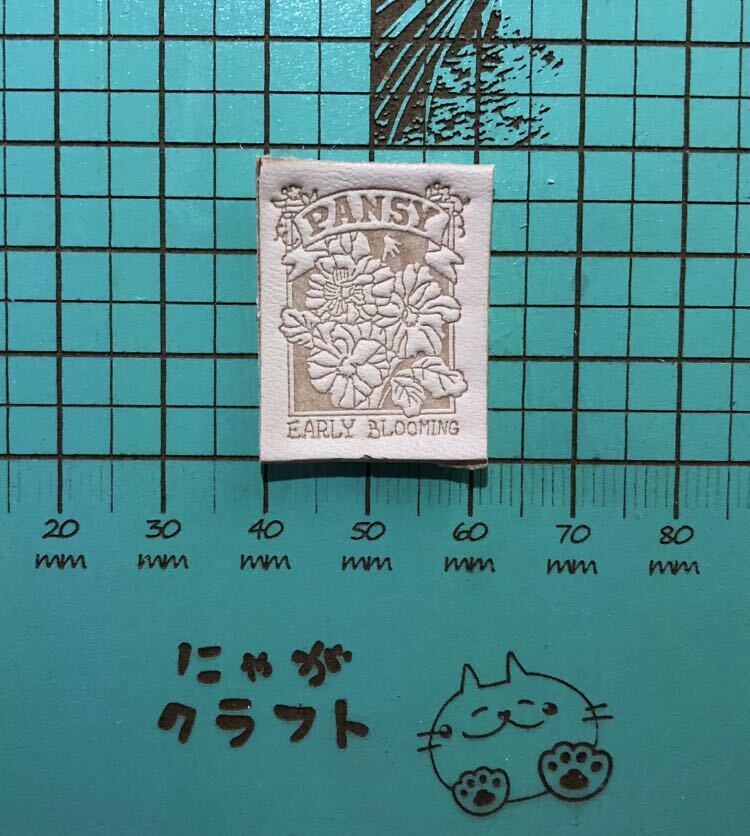 PANSY
EARLY BLOOMING
20 30 40 50 60 70 80
mm mm mm mm mm mm mm
にゃが
クラフト